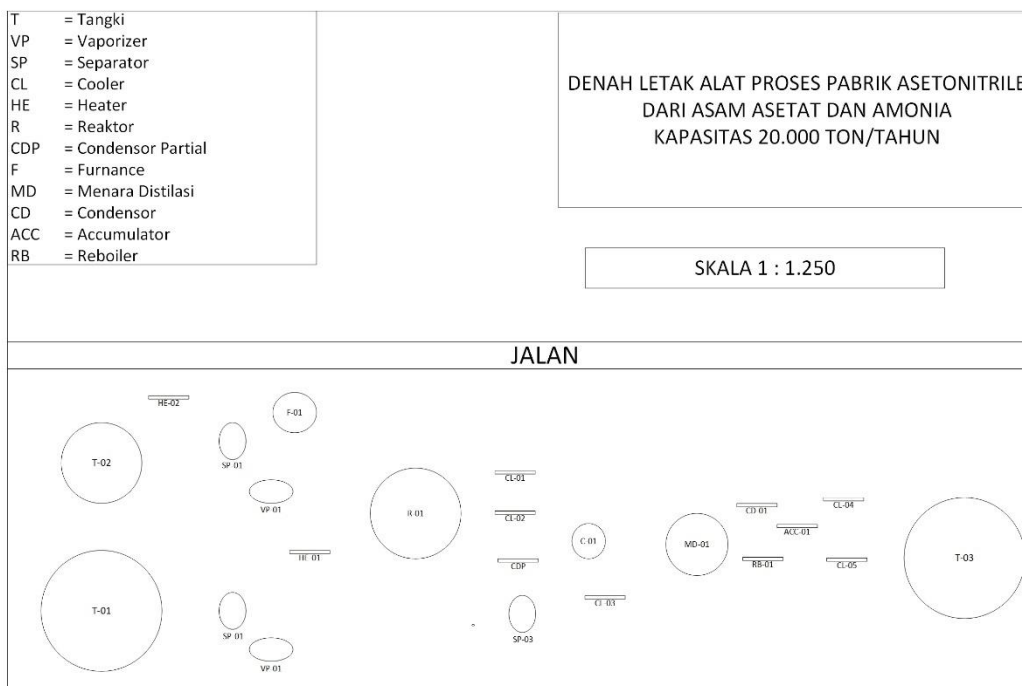 T = Tangki
VP = Vaporizer
SP = Separator
CL = Cooler
HE = Heater
R = Reaktor
CDP = Condensor Partial
F = Furnance
MD = Menara Distilasi
CD = Condensor
ACC = Accumulator
RB = Reboiler
DENAH LETAK ALAT PROSES PABRIK ASETONITRILE
DARI ASAM ASETAT DAN AMONIA
KAPASITAS 20.000 TON/TAHUN
SKALA 1 : 1.250
JALAN
HE-02
F-01
T-02
SP-01
VP-01
R-01
CL-01
CL-02
CDP
C-01
MD-01
CD-01
CL-04
ACC-01
RB-01
CL-05
T-03
HE-01
T-01
SP-01
VP-01
CL-03
SP-03